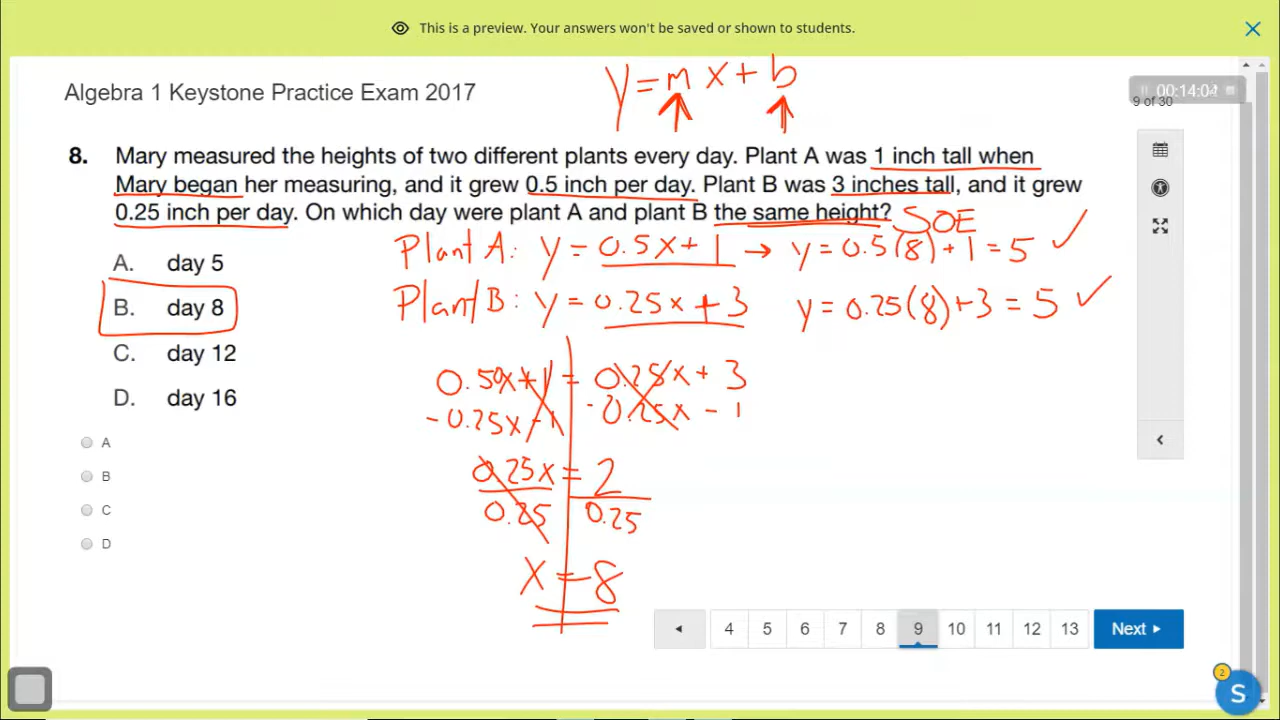 This is a preview. Your answers won't be saved or shown to students.
y = mx + b
Algebra 1 Keystone Practice Exam 2017
00:14:04
9 of 30
8. Mary measured the heights of two different plants every day. Plant A was 1 inch tall when
Mary began her measuring, and it grew 0.5 inch per day. Plant B was 3 inches tall, and it grew
0.25 inch per day. On which day were plant A and plant B the same height? SOE
Plant A: y = 0.5x + 1 → y = 0.5(8) + 1 = 5 ✓
A. day 5
Plant B: y = 0.25x + 3 y = 0.25(8) + 3 = 5 ✓
B. day 8
C. day 12
D. day 16
0.50x + 1 = 0.25x + 3
-0.25x - 1 -0.25x - 1
0.25x = 2
0.25 0.25
x = 8
A
B
C
D
4 5 6 7 8 9 10 11 12 13 Next
2
S